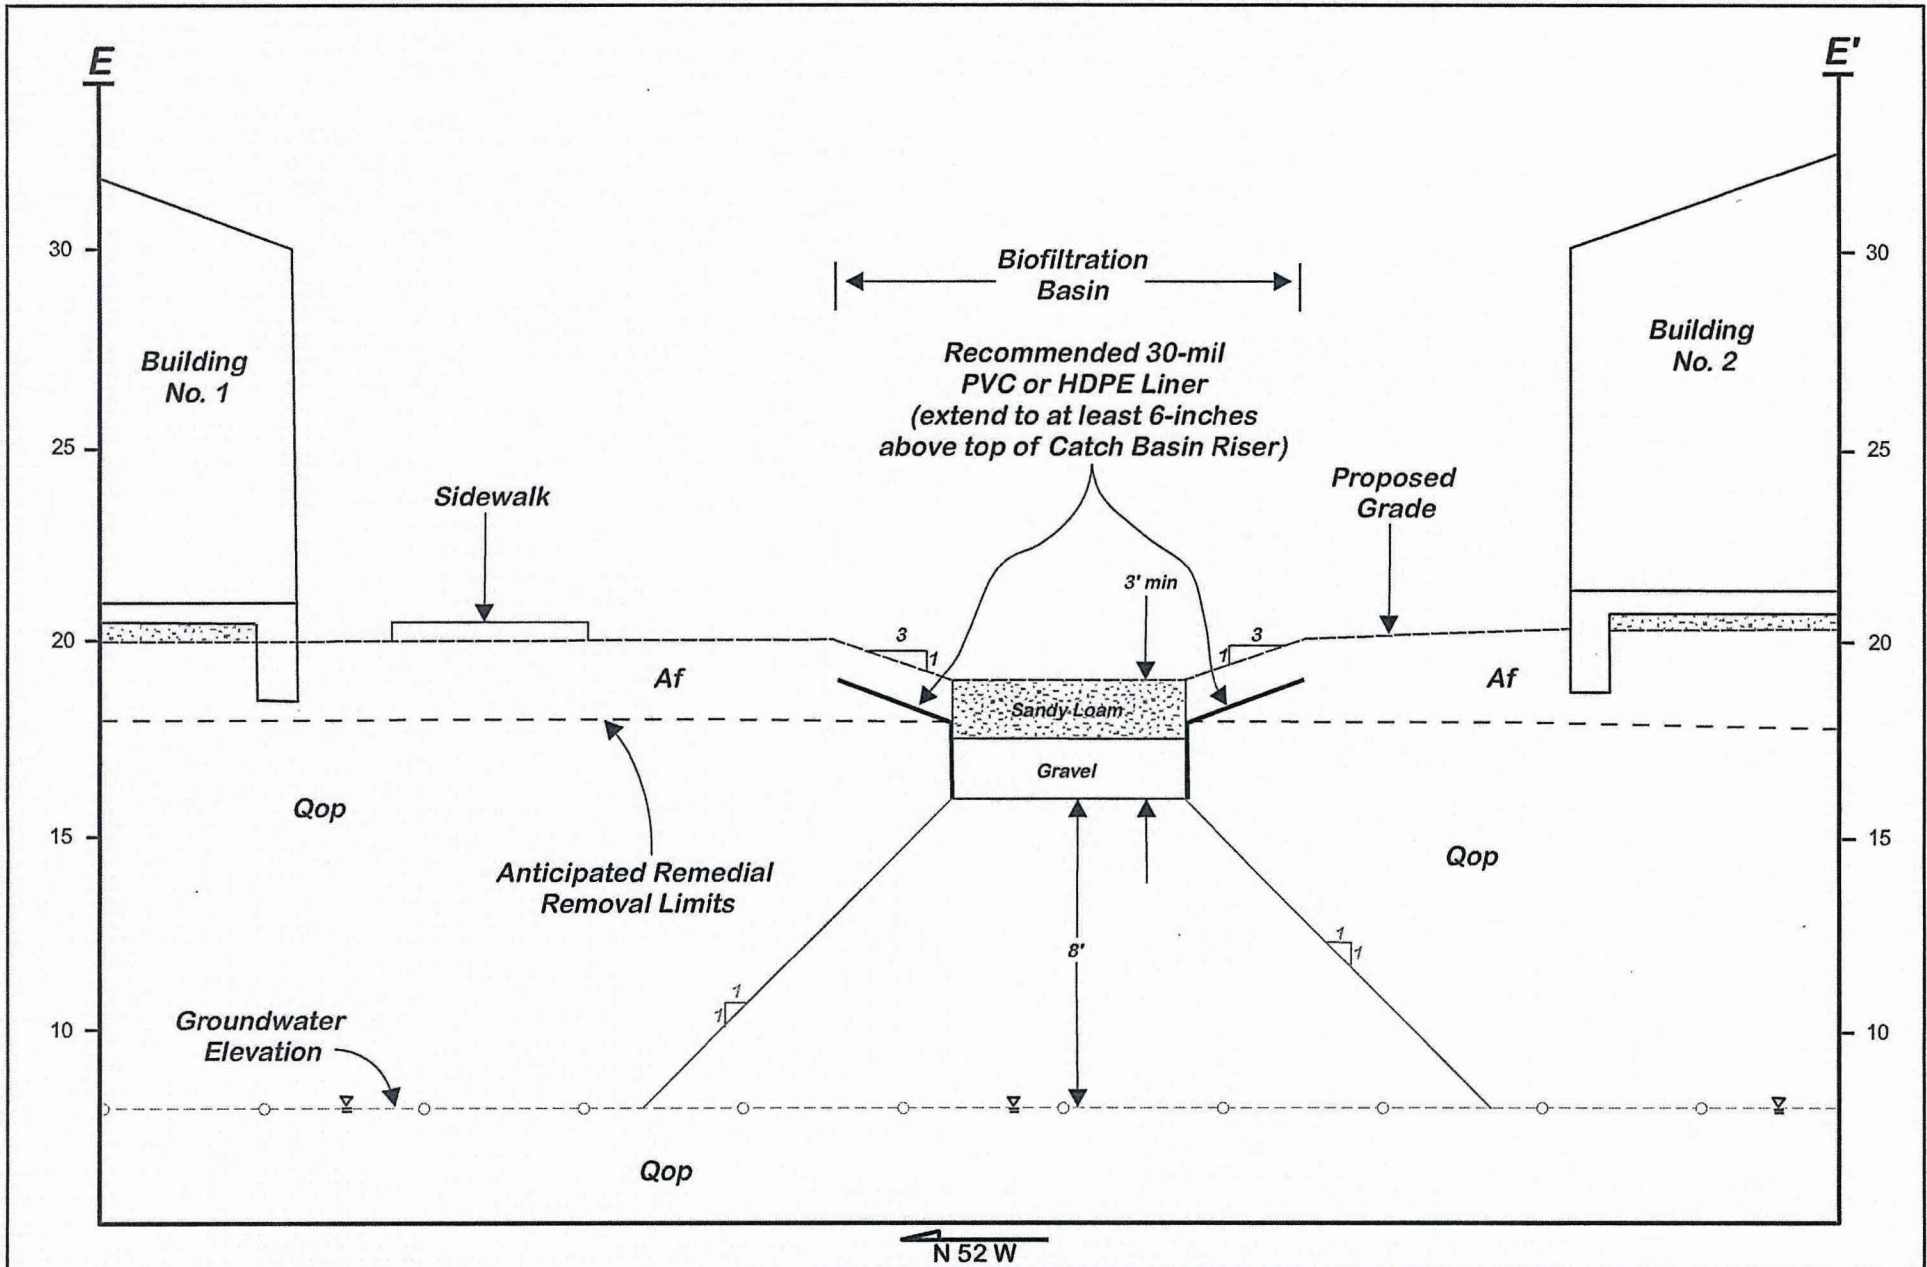 E
E'
30
30
Biofiltration
Basin
Building
No. 1
Building
No. 2
Recommended 30-mil
PVC or HDPE Liner
(extend to at least 6-inches
above top of Catch Basin Riser)
25
25
Sidewalk
Proposed
Grade
3' min
20
20
3
1
3
1
Af
Af
Sandy Loam
Gravel
Qop
Qop
15
15
Anticipated Remedial
Removal Limits
8'
1
1
1
1
10
10
Groundwater
Elevation
Qop
N 52 W